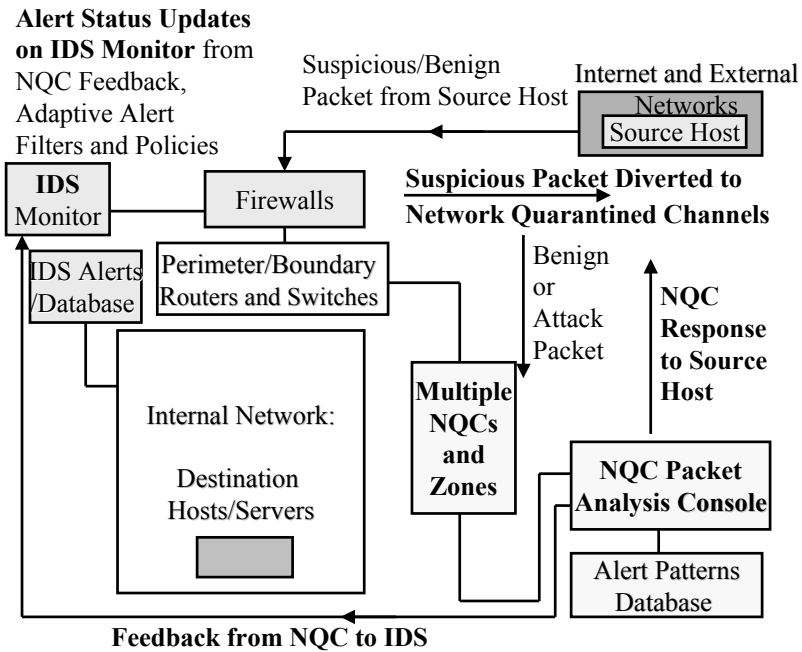 Alert Status Updates
on IDS Monitor from
NQC Feedback,
Adaptive Alert
Filters and Policies
Suspicious/Benign
Packet from Source Host
Internet and External
Networks
Source Host
IDS
Monitor
Firewalls
Suspicious Packet Diverted to
Network Quarantined Channels
IDS Alerts
/Database
Perimeter/Boundary
Routers and Switches
Benign
or
Attack
Packet
NQC
Response
to Source
Host
Internal Network:
Destination
Hosts/Servers
Multiple
NQCs
and
Zones
NQC Packet
Analysis Console
Alert Patterns
Database
Feedback from NQC to IDS